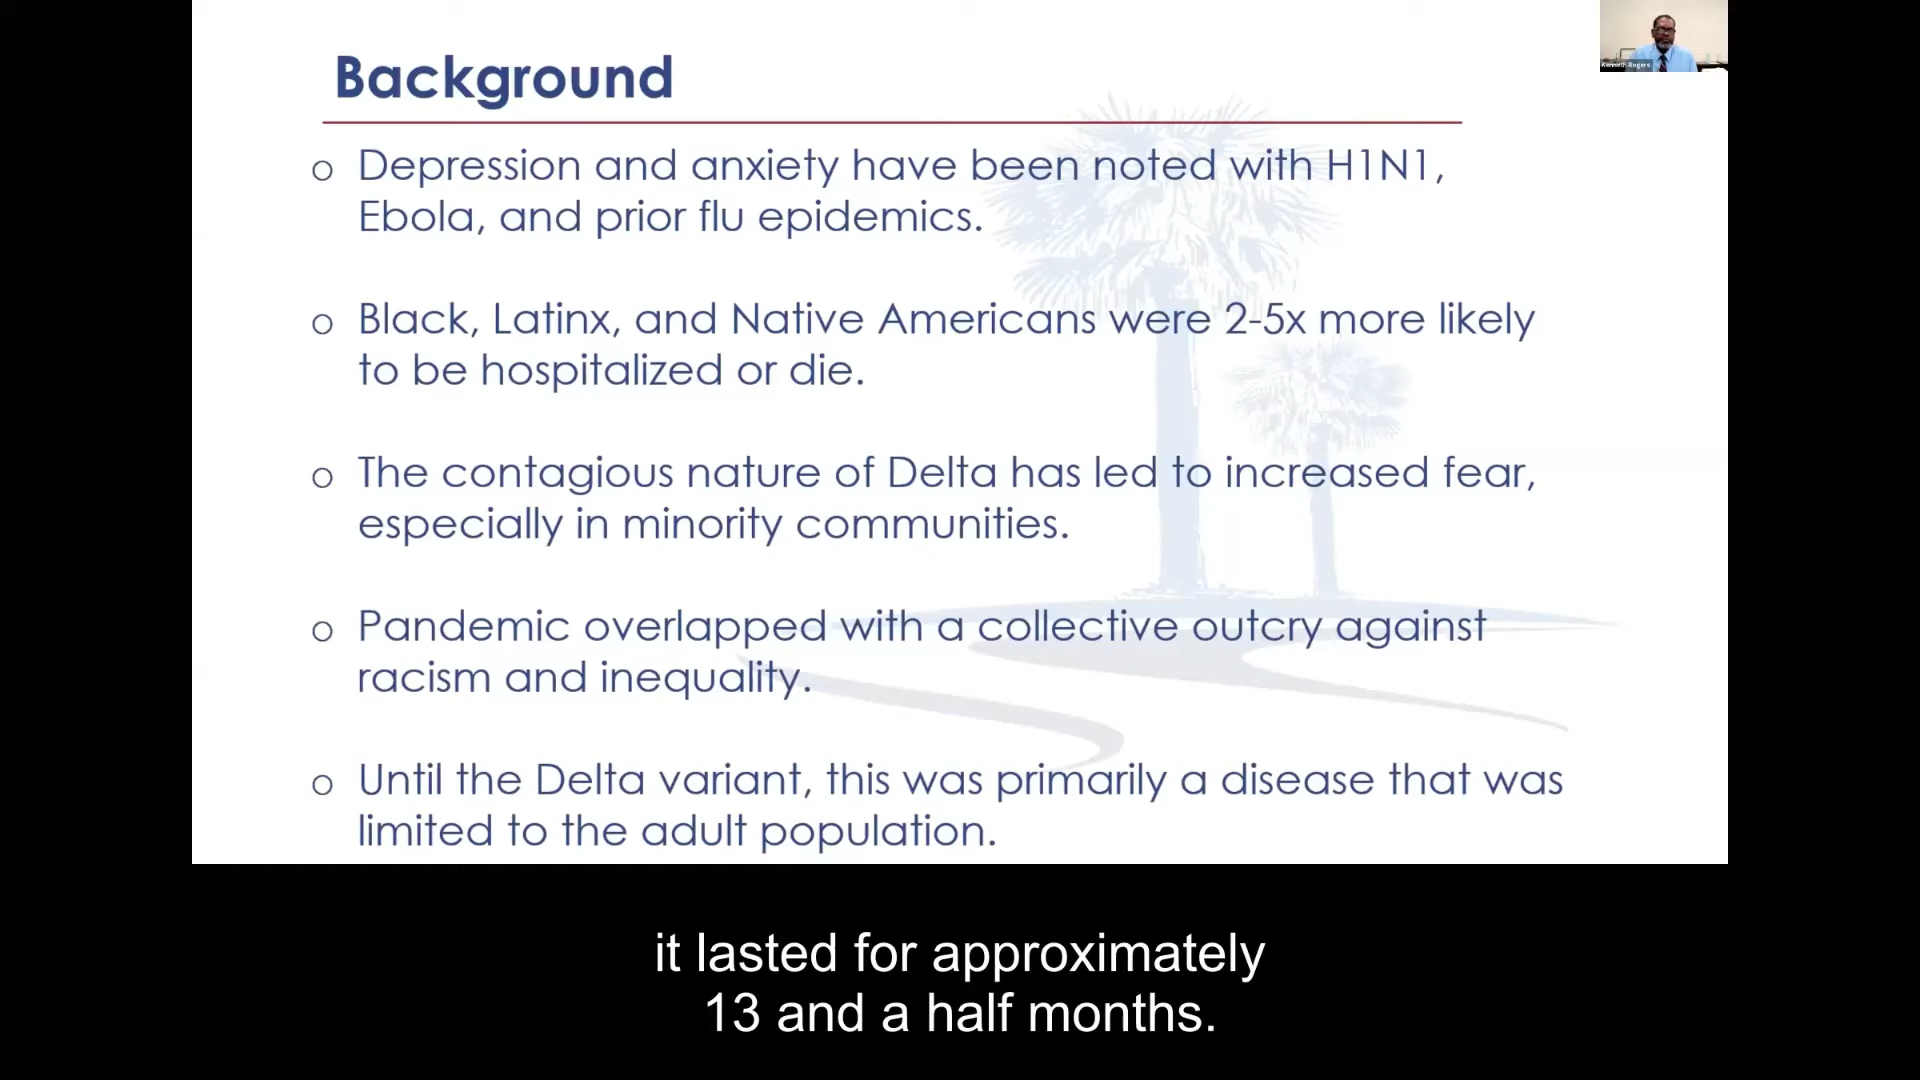 Background
Kenneth Rogers
o Depression and anxiety have been noted with H1N1,
Ebola, and prior flu epidemics.
o Black, Latinx, and Native Americans were 2-5x more likely
to be hospitalized or die.
o The contagious nature of Delta has led to increased fear,
especially in minority communities.
o Pandemic overlapped with a collective outcry against
racism and inequality.
o Until the Delta variant, this was primarily a disease that was
limited to the adult population.
it lasted for approximately
13 and a half months.